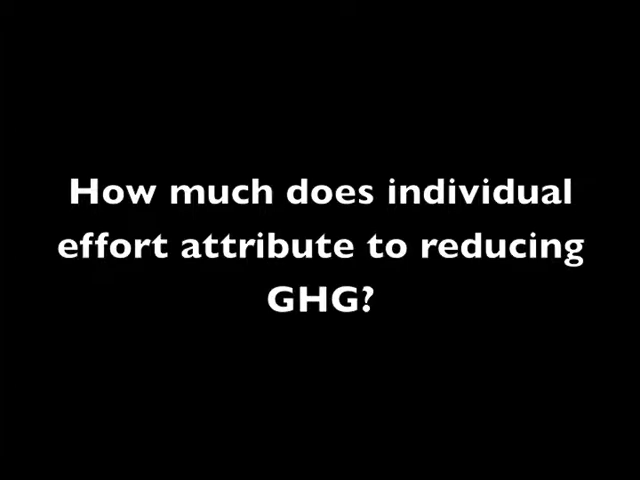 How much does individual
effort attribute to reducing
GHG?